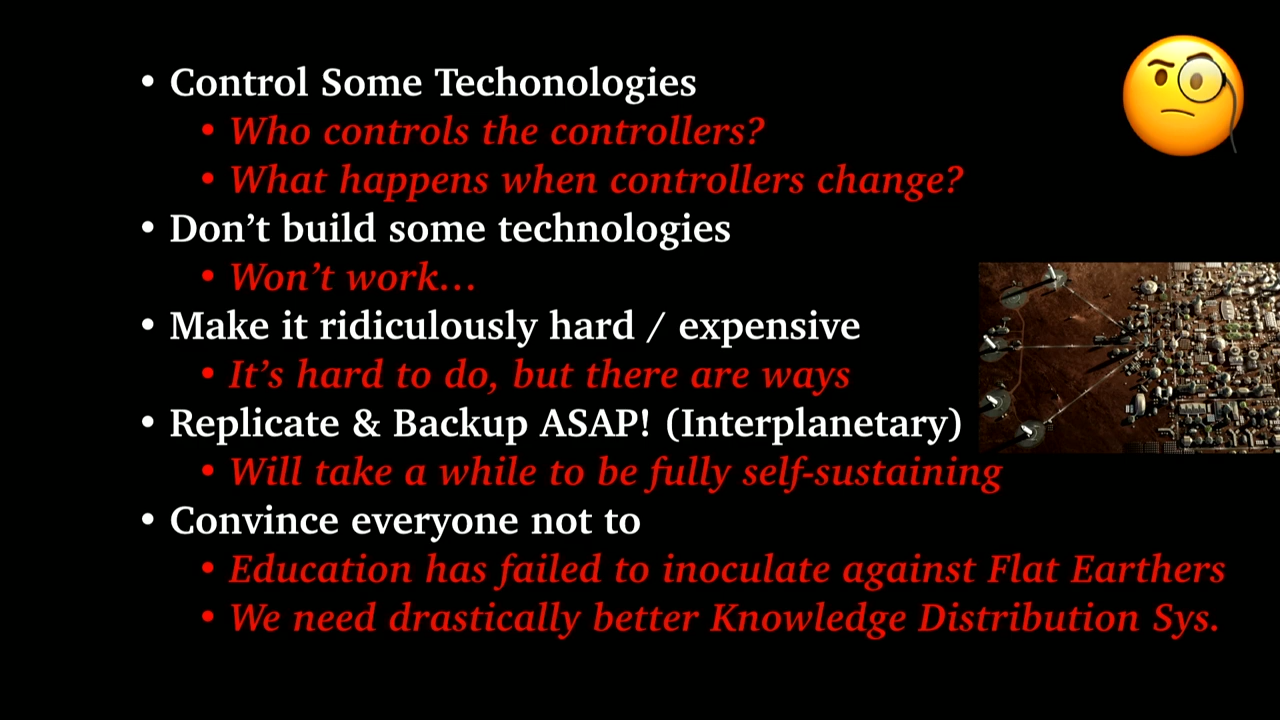 • Control Some Techonologies
• Who controls the controllers?
• What happens when controllers change?
• Don’t build some technologies
• Won’t work…
• Make it ridiculously hard / expensive
• It’s hard to do, but there are ways
• Replicate & Backup ASAP! (Interplanetary)
• Will take a while to be fully self-sustaining
• Convince everyone not to
• Education has failed to inoculate against Flat Earthers
• We need drastically better Knowledge Distribution Sys.